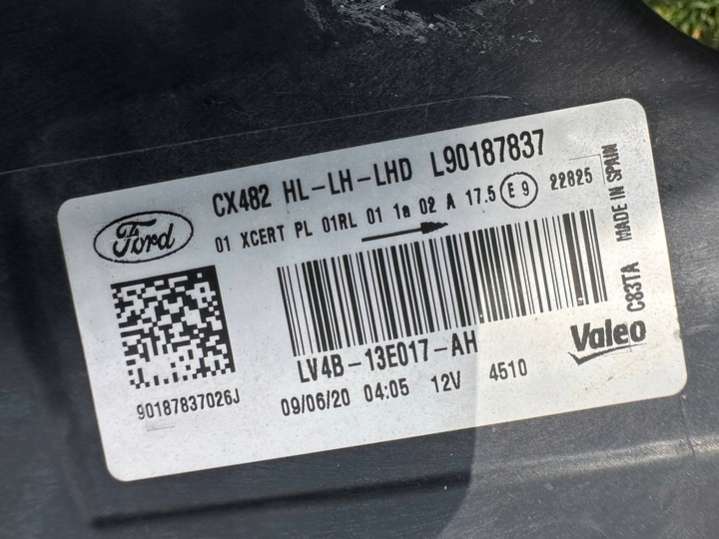 Ford
CX482 HL-LH-LHD L90187837
01 XCERT PL 01RL 01 1a 02 A 17.5 E9 22825
90187837026J
LV4B-13E017-AH
09/06/20 04:05 12V 4510
Valeo
C83TA MADE IN SPAIN